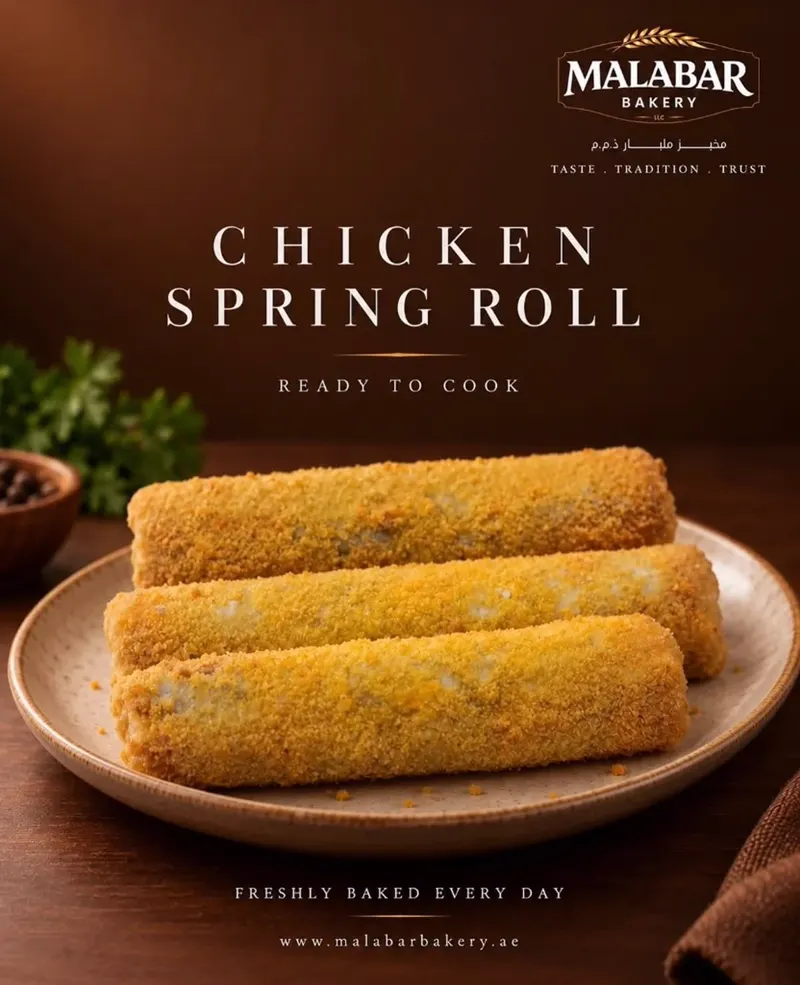 MALABAR
BAKERY
LLC
مخبز ملبار ذ.م.م
TASTE . TRADITION . TRUST
CHICKEN
SPRING ROLL
READY TO COOK
FRESHLY BAKED EVERY DAY
www.malabarbakery.ae